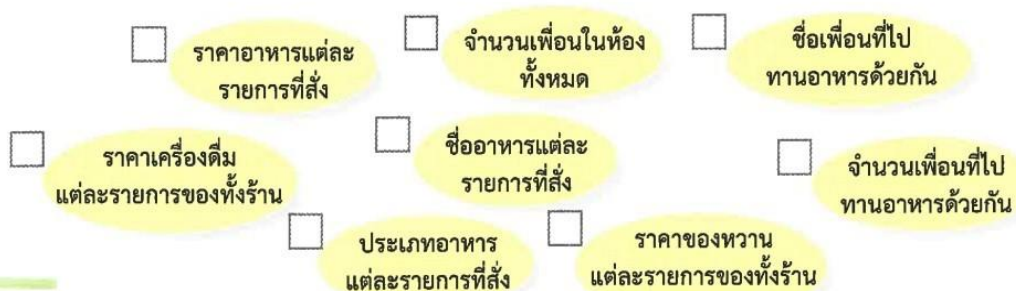 ราคาอาหารแต่ละ
รายการที่สั่ง
จำนวนเพื่อนในห้อง
ทั้งหมด
ชื่อเพื่อนที่ไป
ทานอาหารด้วยกัน
ราคาเครื่องดื่ม
แต่ละรายการของทั้งร้าน
ชื่ออาหารแต่ละ
รายการที่สั่ง
จำนวนเพื่อนที่ไป
ทานอาหารด้วยกัน
ประเภทอาหาร
แต่ละรายการที่สั่ง
ราคาของหวาน
แต่ละรายการของทั้งร้าน